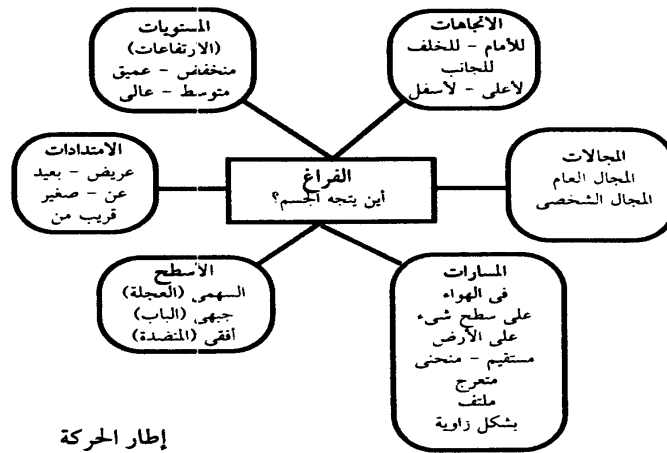 الاتجاهات
للأمام - للخلف
للجانب
لأعلى - لأسفل
المستويات
(الارتفاعات)
منخفض - عميق
متوسط - عالى
المجالات
المجال العام
المجال الشخصى
الفراغ
أين يتجه الجسم؟
الامتدادات
عريض - بعيد
عن - صغير
قريب من
المسارات
فى الهواء
على سطح شىء
على الأرض
مستقيم - منحنى
متعرج
ملتف
بشكل زاوية
الأسطح
السهمى (العجلة)
جبهى (الباب)
أفقى (المنضدة)
إطار الحركة